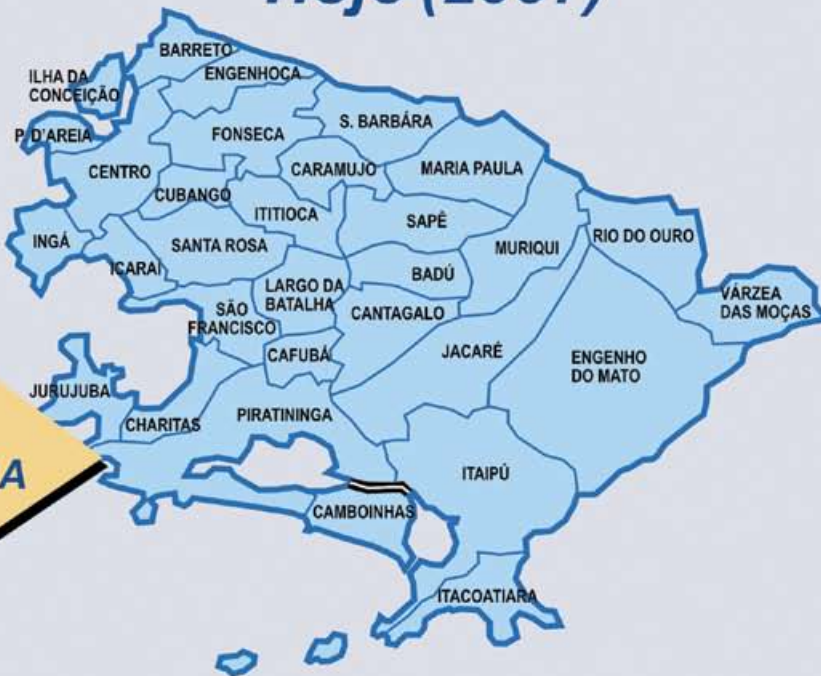 BARRETO
ILHA DA
CONCEIÇÃO
ENGENHOCA
P. D'AREIA
FONSECA
S. BARBÁRA
CENTRO
CARAMUJO
MARIA PAULA
CUBANGO
ITITIOCA
SAPÊ
INGÁ
SANTA ROSA
MURIQUI
RIO DO OURO
ICARAÍ
BADÚ
LARGO DA
BATALHA
VÁRZEA
DAS MOÇAS
SÃO
FRANCISCO
CANTAGALO
CAFUBÁ
JACARÉ
ENGENHO
DO MATO
JURUJUBA
CHARITAS
PIRATININGA
A
ITAIPÚ
CAMBOINHAS
ITACOATIARA